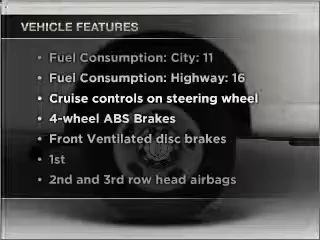 VEHICLE FEATURES
• Fuel Consumption: City: 11
• Fuel Consumption: Highway: 16
• Cruise controls on steering wheel
• 4-wheel ABS Brakes
• Front Ventilated disc brakes
• 1st
• 2nd and 3rd row head airbags